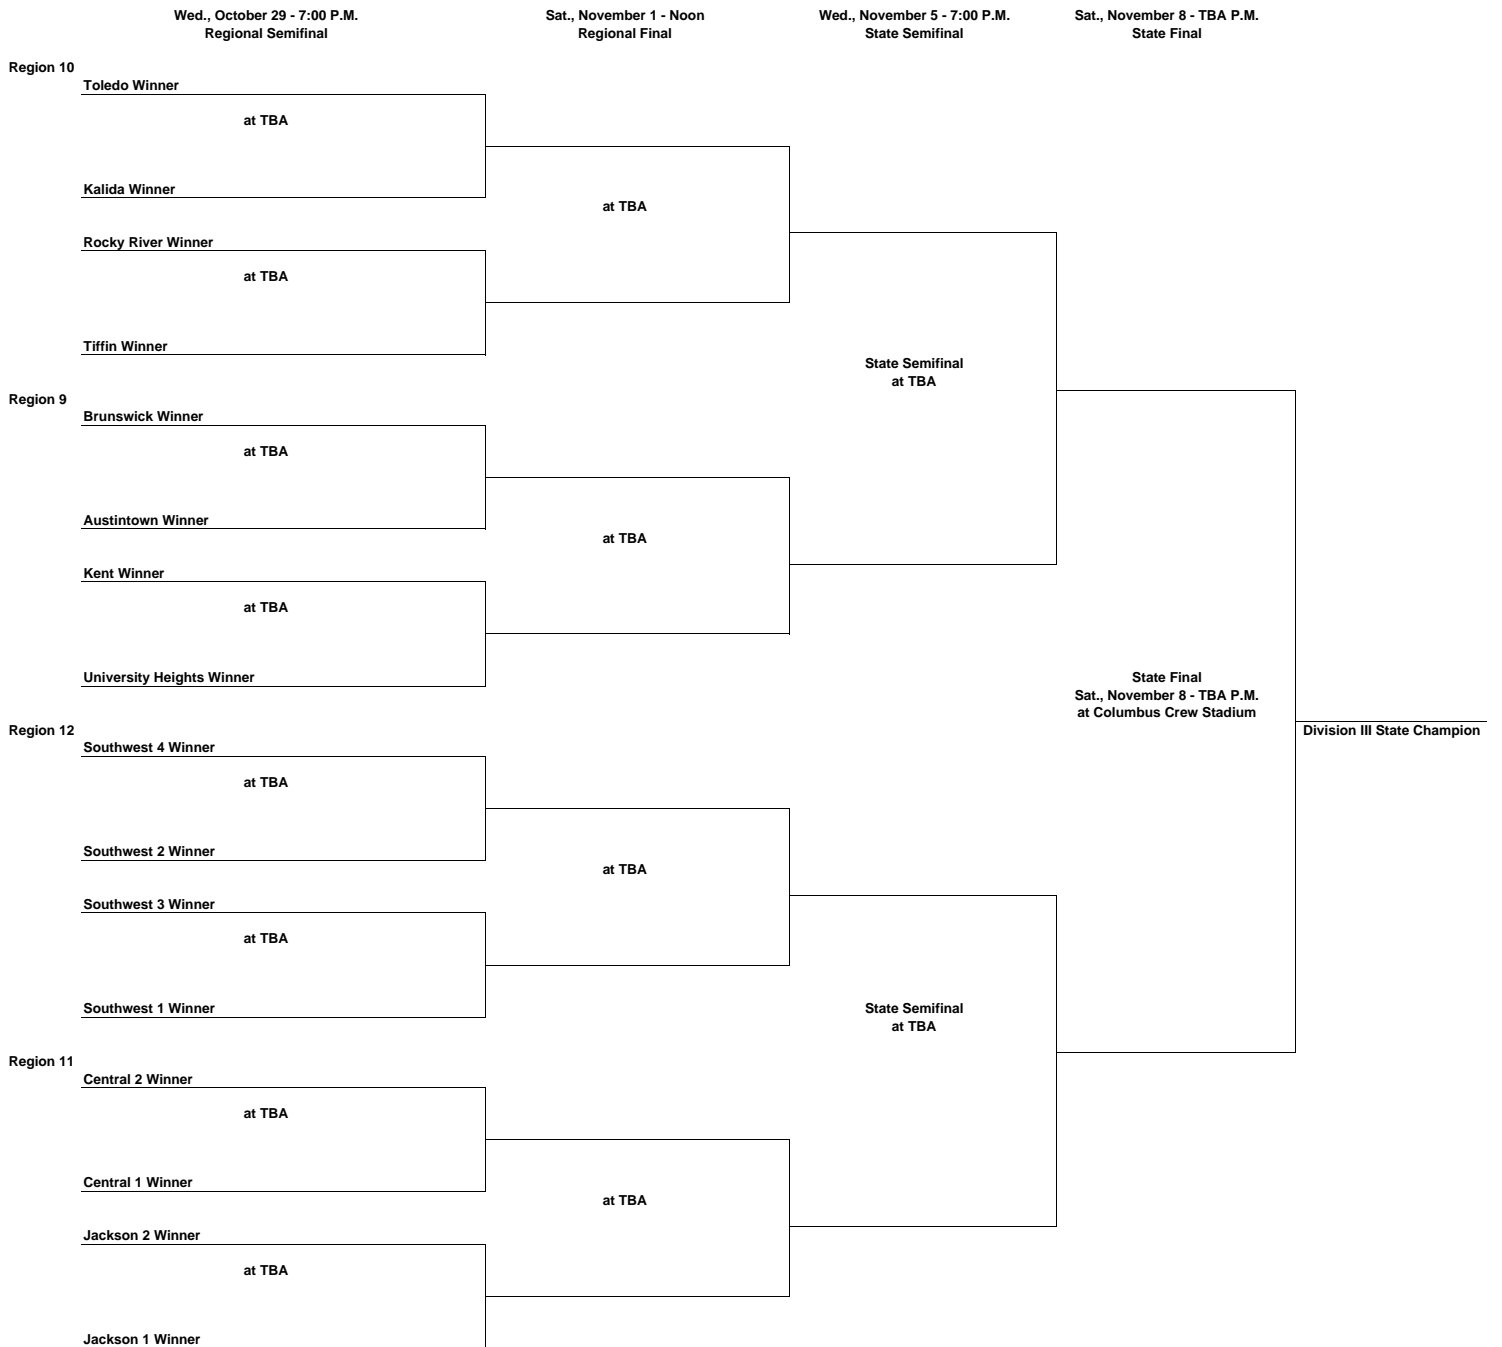 Wed., October 29 - 7:00 P.M.
Regional Semifinal
Sat., November 1 - Noon
Regional Final
Wed., November 5 - 7:00 P.M.
State Semifinal
Sat., November 8 - TBA P.M.
State Final
Region 10
Toledo Winner
at TBA
Kalida Winner
at TBA
Rocky River Winner
at TBA
Tiffin Winner
State Semifinal
at TBA
Region 9
Brunswick Winner
at TBA
Austintown Winner
at TBA
Kent Winner
at TBA
University Heights Winner
State Final
Sat., November 8 - TBA P.M.
at Columbus Crew Stadium
Division III State Champion
Region 12
Southwest 4 Winner
at TBA
Southwest 2 Winner
at TBA
Southwest 3 Winner
at TBA
Southwest 1 Winner
State Semifinal
at TBA
Region 11
Central 2 Winner
at TBA
Central 1 Winner
at TBA
Jackson 2 Winner
at TBA
Jackson 1 Winner